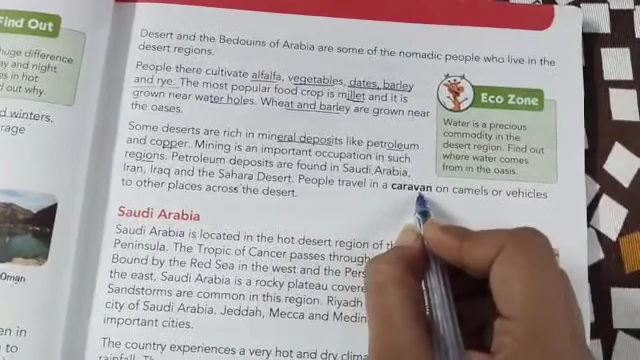 Find Out
huge difference
ay and night
s in hot
d out why.
d winters.
rage
Oman
en in
to
Desert and the Bedouins of Arabia are some of the nomadic people who live in the
desert regions.
People there cultivate alfalfa, vegetables, dates, barley
and rye. The most popular food crop is millet and it is
grown near water holes. Wheat and barley are grown near
the oases.
Eco Zone
Water is a precious
commodity in the
desert region. Find out
where water comes
from in the oasis.
Some deserts are rich in mineral deposits like petroleum
and copper. Mining is an important occupation in such
regions. Petroleum deposits are found in Saudi Arabia,
Iran, Iraq and the Sahara Desert. People travel in a caravan on camels or vehicles
to other places across the desert.
Saudi Arabia
Saudi Arabia is located in the hot desert region of
Peninsula. The Tropic of Cancer passes through
Bound by the Red Sea in the west and the
the east, Saudi Arabia is a rocky plateau
Sandstorms are common in this region. Riyadh
city of Saudi Arabia. Jeddah, Mecca and
important cities.
The country experiences a very hot and dry
rainfall.